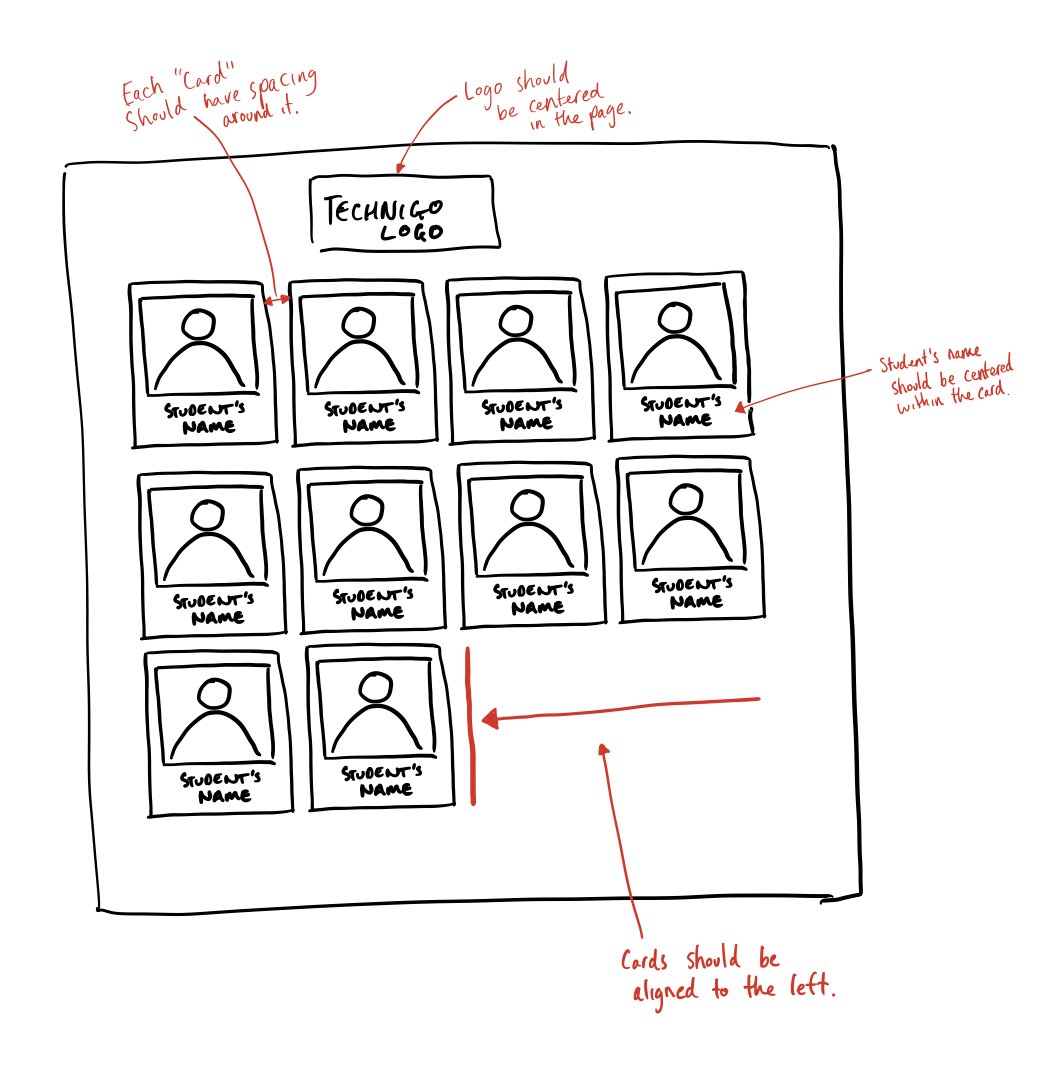 Each "Card"
Should have spacing
around it.
Logo should
be centered
in the page.
TECHNIGO
LOGO
STUDENT'S
NAME
STUDENT'S
NAME
STUDENT'S
NAME
STUDENT'S
NAME
Student's name
should be centered
within the card.
STUDENT'S
NAME
STUDENT'S
NAME
STUDENT'S
NAME
STUDENT'S
NAME
STUDENT'S
NAME
STUDENT'S
NAME
Cards should be
aligned to the left.